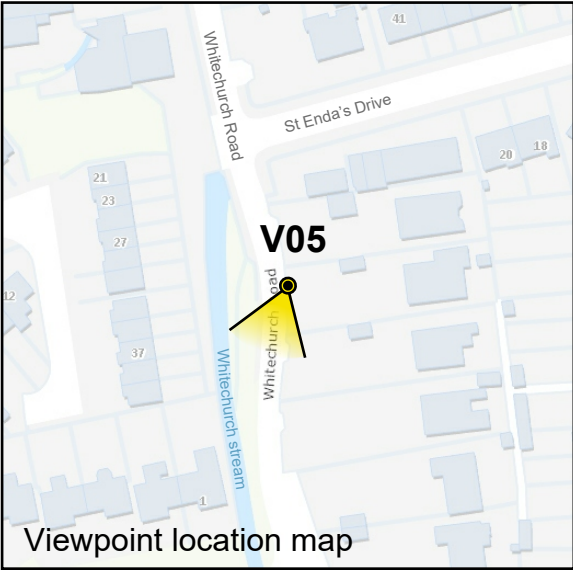 41
Whitechurch Road
St Enda's Drive
20
18
21
23
27
V05
12
Whitechurch Road
37
Whitechurch stream
1
Viewpoint location map